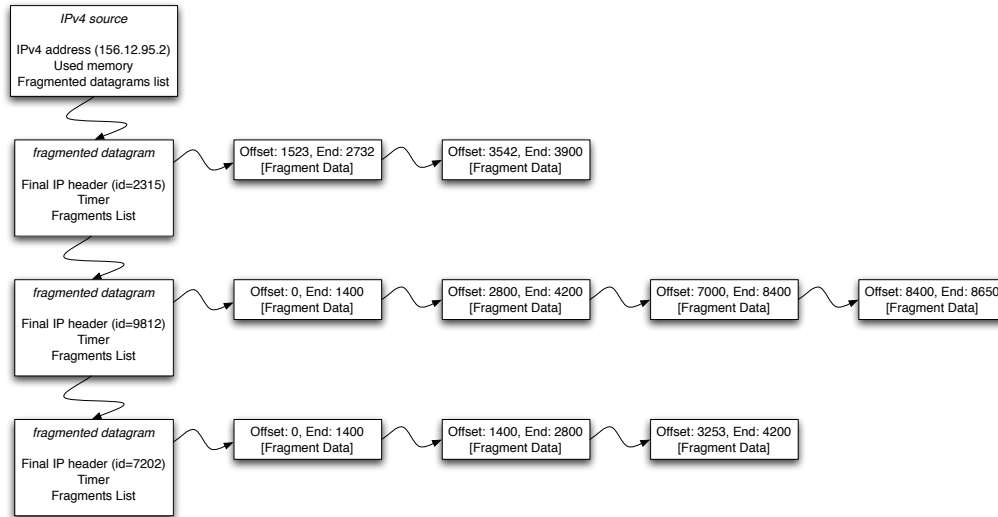 IPv4 source
IPv4 address (156.12.95.2)
Used memory
Fragmented datagrams list
fragmented datagram
Final IP header (id=2315)
Timer
Fragments List
Offset: 1523, End: 2732
[Fragment Data]
Offset: 3542, End: 3900
[Fragment Data]
fragmented datagram
Final IP header (id=9812)
Timer
Fragments List
Offset: 0, End: 1400
[Fragment Data]
Offset: 2800, End: 4200
[Fragment Data]
Offset: 7000, End: 8400
[Fragment Data]
Offset: 8400, End: 8650
[Fragment Data]
fragmented datagram
Final IP header (id=7202)
Timer
Fragments List
Offset: 0, End: 1400
[Fragment Data]
Offset: 1400, End: 2800
[Fragment Data]
Offset: 3253, End: 4200
[Fragment Data]